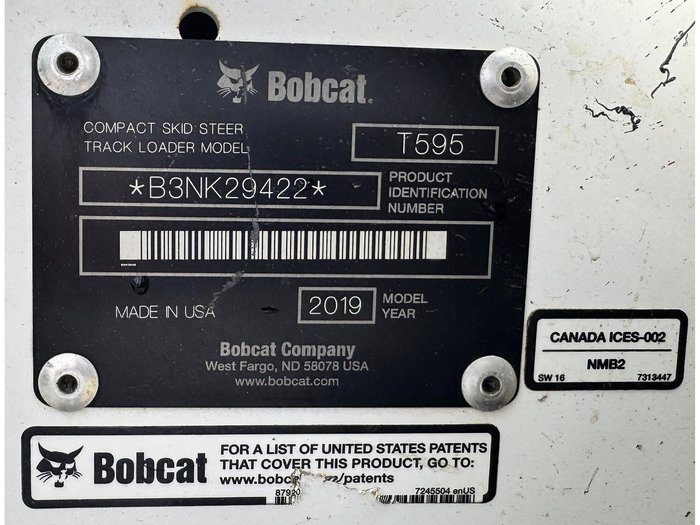 Bobcat.
COMPACT SKID STEER
TRACK LOADER MODEL
T595
*B3NK29422*
PRODUCT
IDENTIFICATION
NUMBER
MADE IN USA
2019
MODEL
YEAR
Bobcat Company
West Fargo, ND 58078 USA
www.bobcat.com
CANADA ICES-002
NMB2
SW 16 7313447
Bobcat
FOR A LIST OF UNITED STATES PATENTS
THAT COVER THIS PRODUCT, GO TO:
7245504 enUS